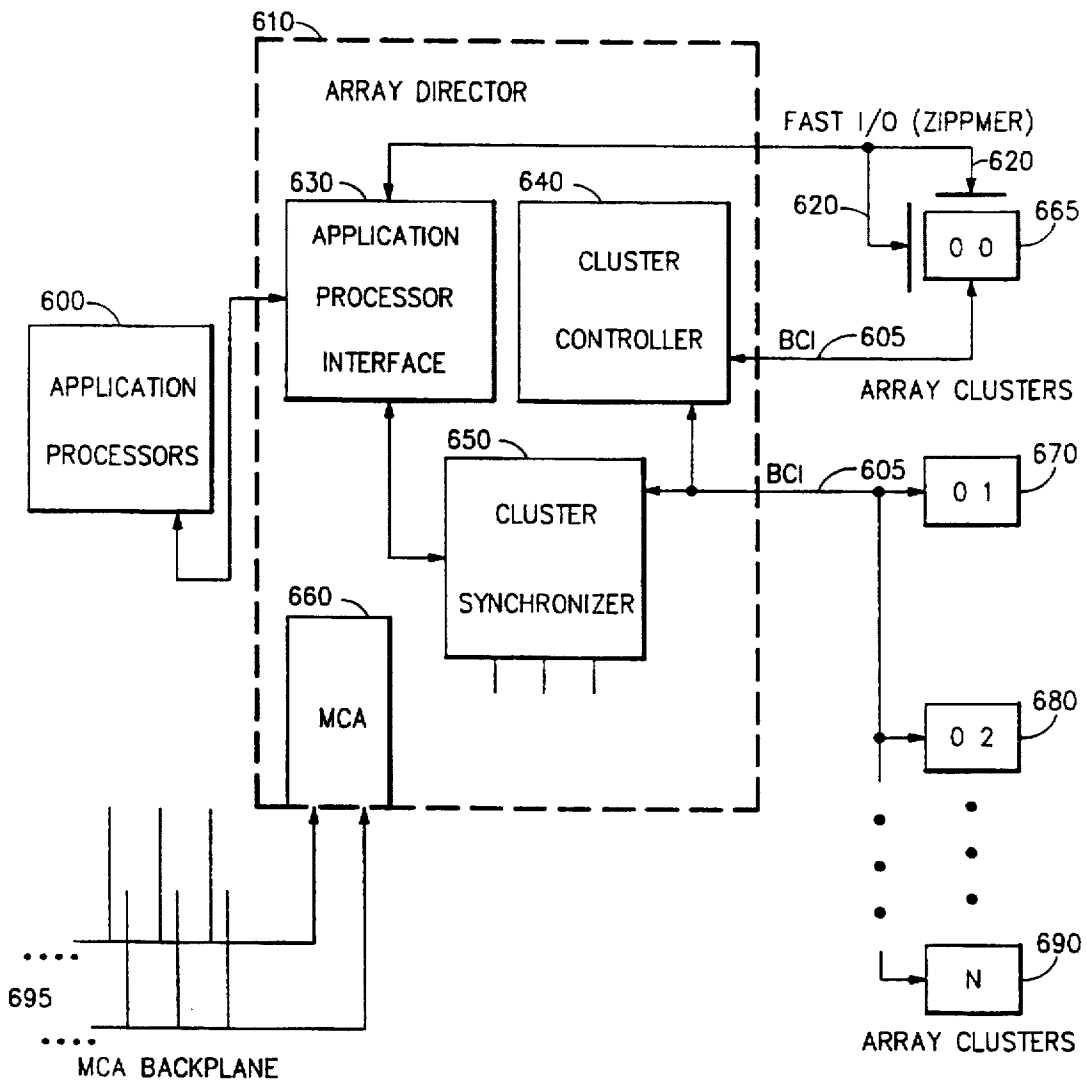 610
ARRAY DIRECTOR
FAST I/O (ZIPPMER)
620
620
630
APPLICATION
PROCESSOR
INTERFACE
640
CLUSTER
CONTROLLER
0 0
665
BCI
605
ARRAY CLUSTERS
600
APPLICATION
PROCESSORS
650
CLUSTER
SYNCHRONIZER
BCI
605
0 1
670
660
MCA
0 2
680
N
690
ARRAY CLUSTERS
695
MCA BACKPLANE